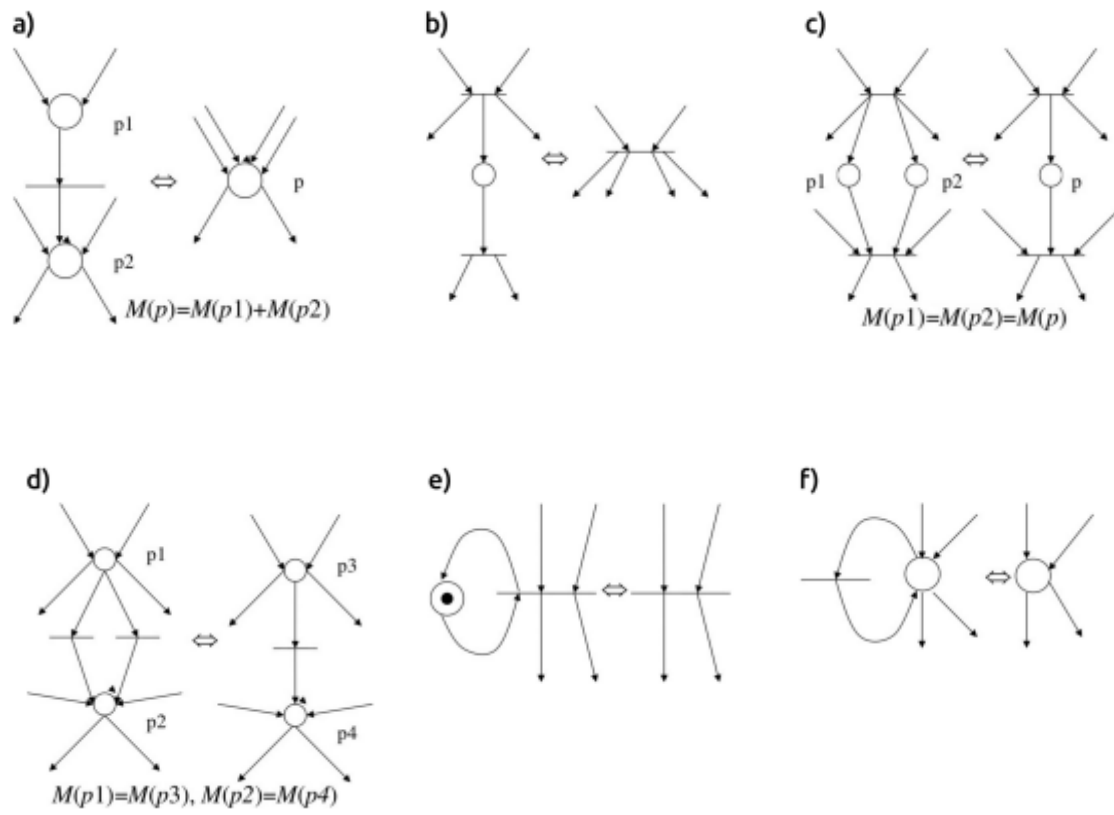 a)
b)
c)
p1
p2
p
M(p)=M(p1)+M(p2)
p1
p2
p
M(p1)=M(p2)=M(p)
d)
e)
f)
p1
p2
p3
p4
M(p1)=M(p3), M(p2)=M(p4)